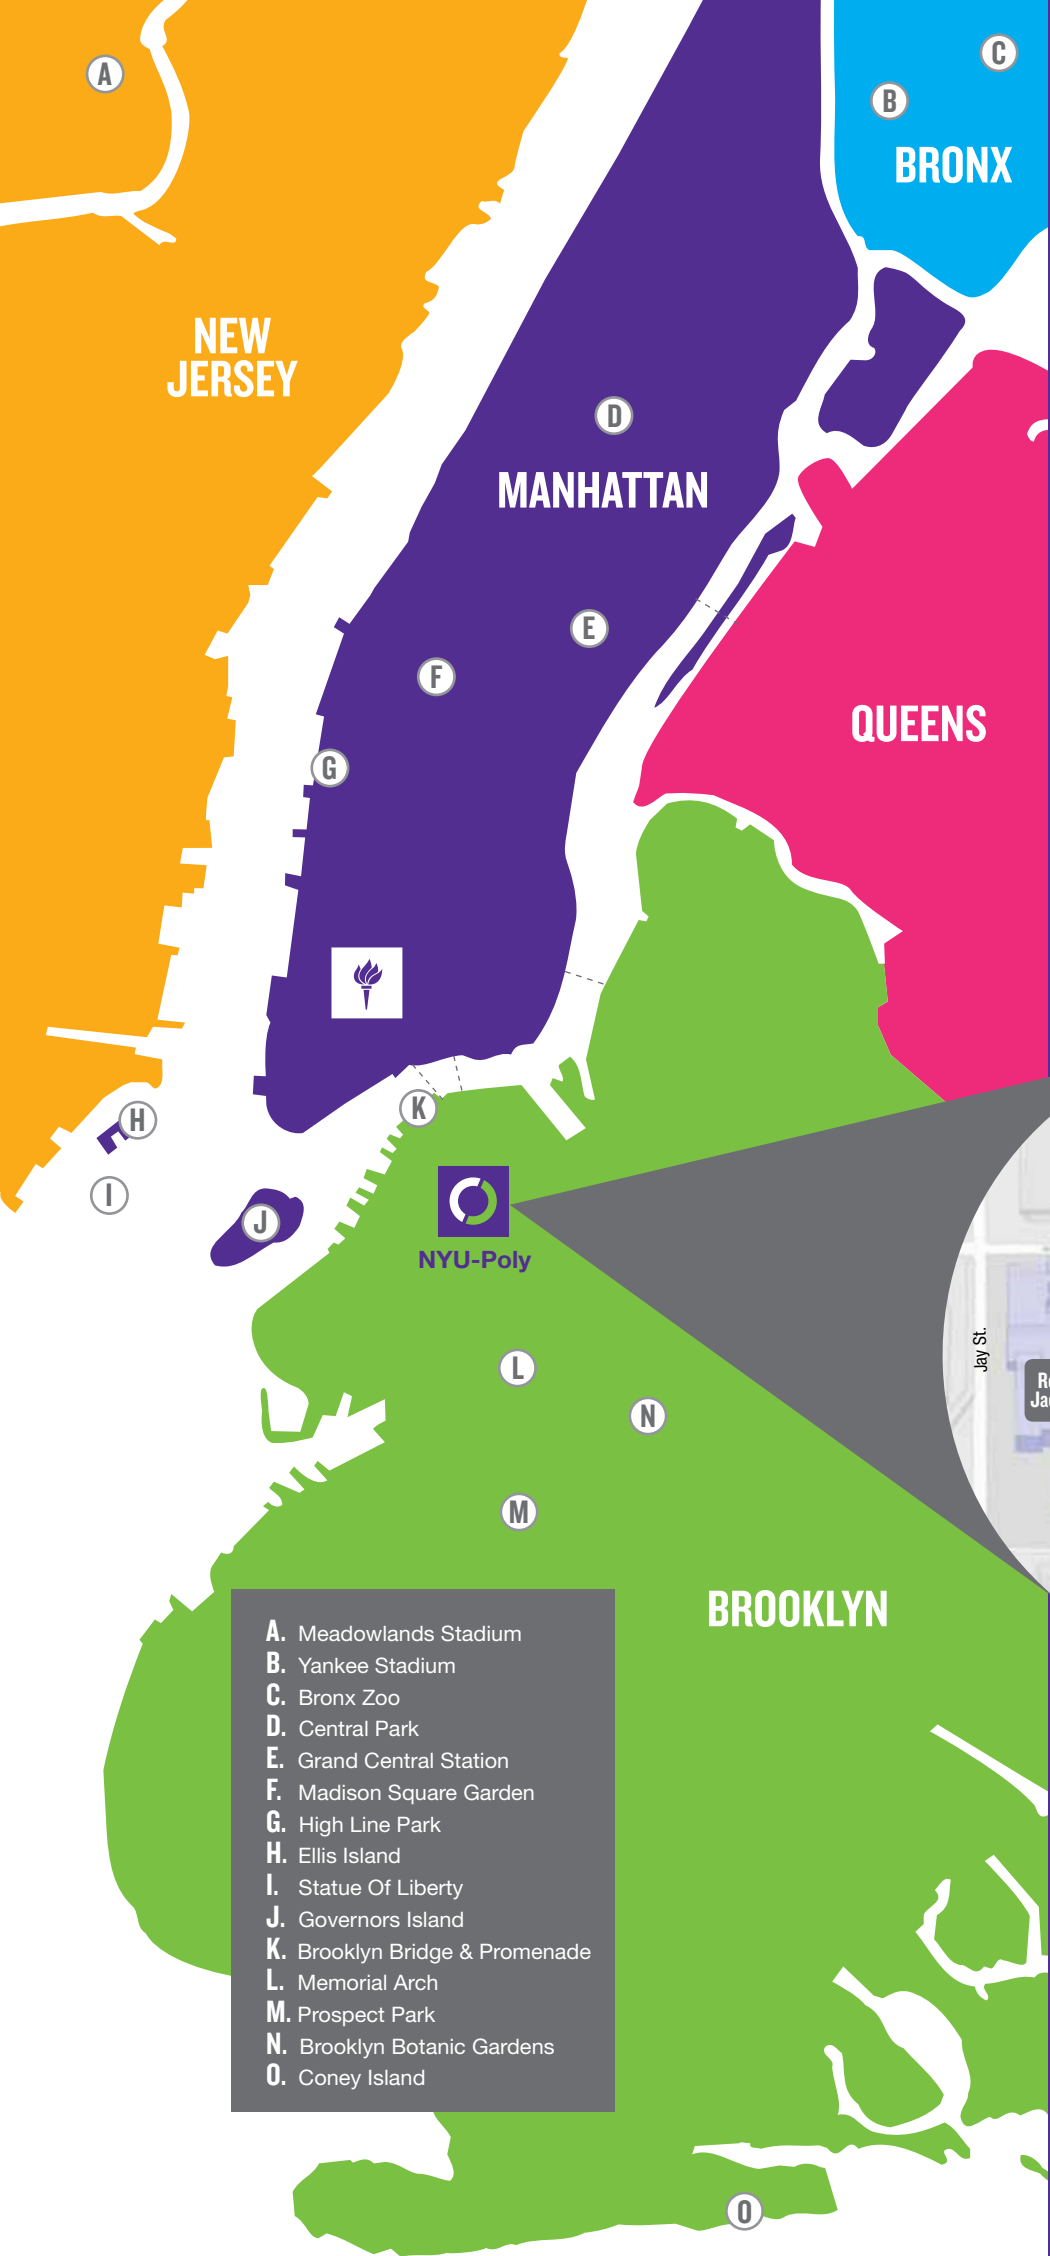 A
C
B
BRONX
NEW
JERSEY
D
MANHATTAN
E
F
QUEENS
G
K
H
I
J
NYU-Poly
Jay St.
L
N
M
BROOKLYN
A. Meadowlands Stadium
B. Yankee Stadium
C. Bronx Zoo
D. Central Park
E. Grand Central Station
F. Madison Square Garden
G. High Line Park
H. Ellis Island
I. Statue Of Liberty
J. Governors Island
K. Brooklyn Bridge & Promenade
L. Memorial Arch
M. Prospect Park
N. Brooklyn Botanic Gardens
O. Coney Island
O